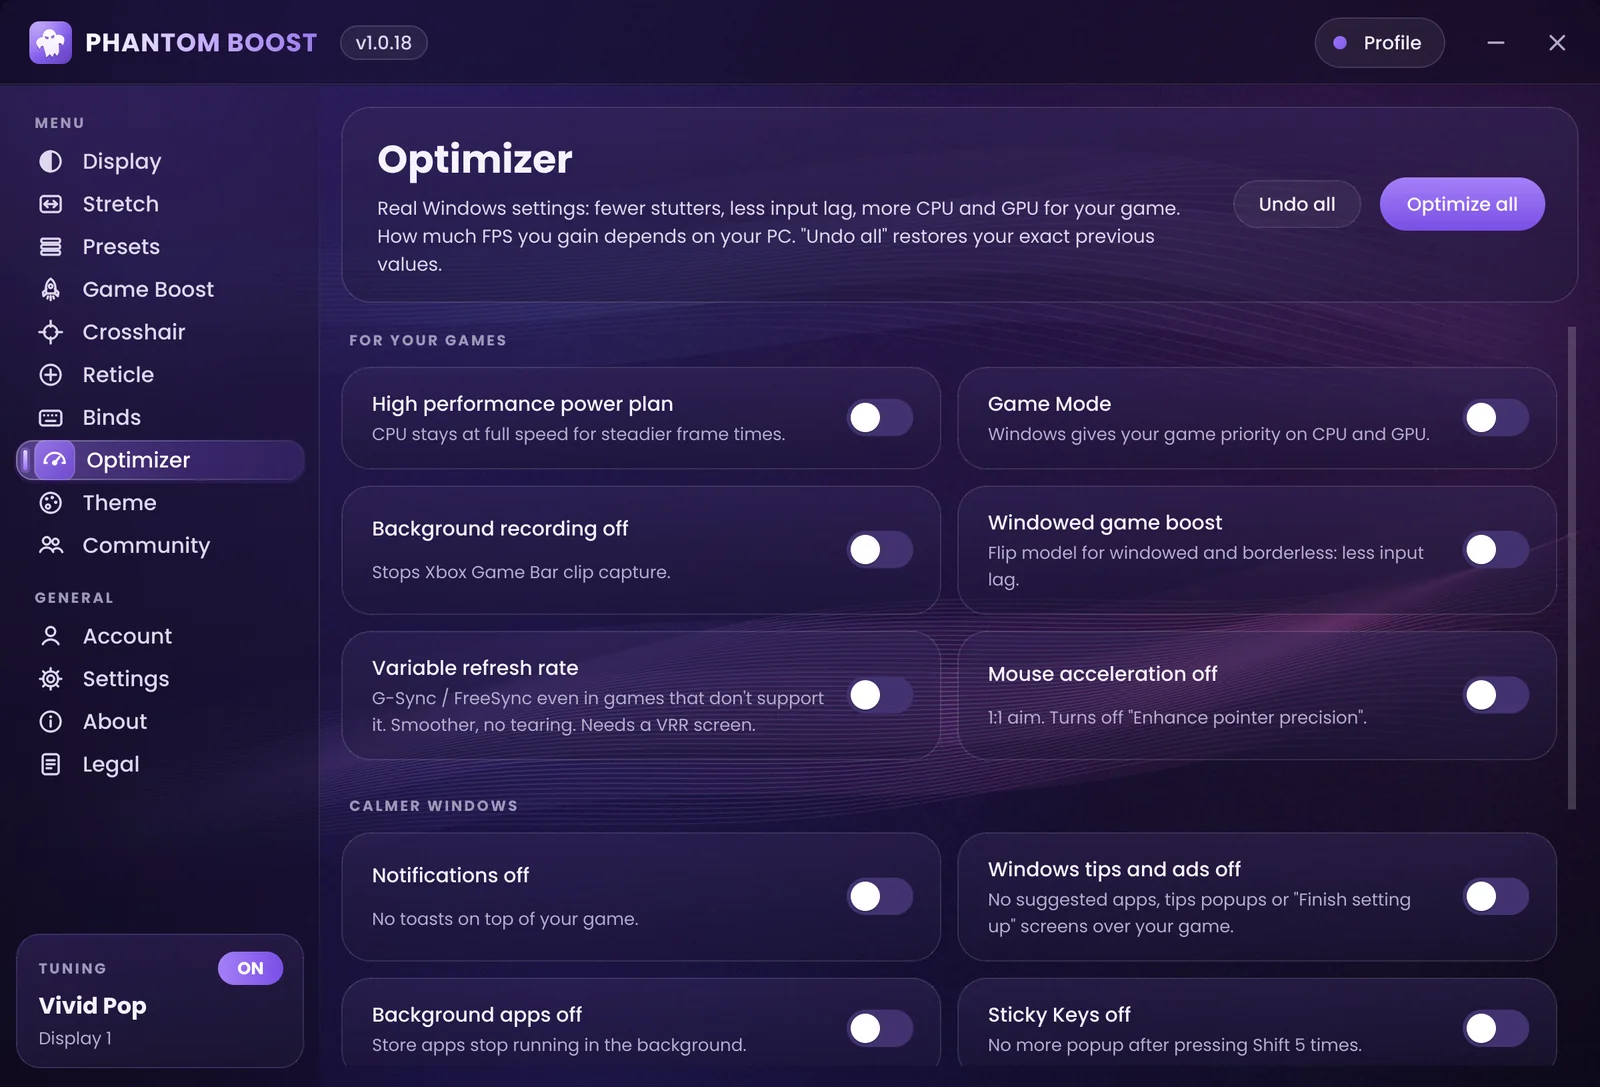 PHANTOM BOOST
v1.0.18
Profile
MENU
Display
Stretch
Presets
Game Boost
Crosshair
Reticle
Binds
Optimizer
Theme
Community
GENERAL
Account
Settings
About
Legal
TUNING
ON
Vivid Pop
Display 1
Optimizer
Real Windows settings: fewer stutters, less input lag, more CPU and GPU for your game.
How much FPS you gain depends on your PC. "Undo all" restores your exact previous
values.
Undo all
Optimize all
FOR YOUR GAMES
High performance power plan
CPU stays at full speed for steadier frame times.
Game Mode
Windows gives your game priority on CPU and GPU.
Background recording off
Stops Xbox Game Bar clip capture.
Windowed game boost
Flip model for windowed and borderless: less input
lag.
Variable refresh rate
G-Sync / FreeSync even in games that don't support
it. Smoother, no tearing. Needs a VRR screen.
Mouse acceleration off
1:1 aim. Turns off "Enhance pointer precision".
CALMER WINDOWS
Notifications off
No toasts on top of your game.
Windows tips and ads off
No suggested apps, tips popups or "Finish setting
up" screens over your game.
Background apps off
Store apps stop running in the background.
Sticky Keys off
No more popup after pressing Shift 5 times.